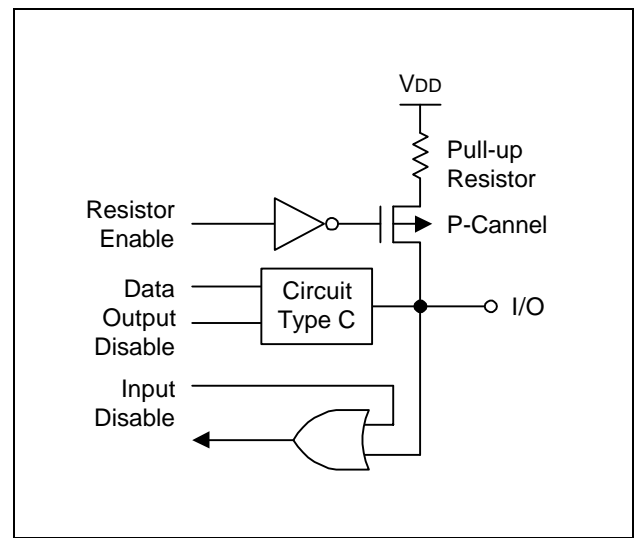 VDD
Pull-up
Resistor
Resistor
Enable
P-Cannel
Data
Output
Disable
Circuit
Type C
I/O
Input
Disable